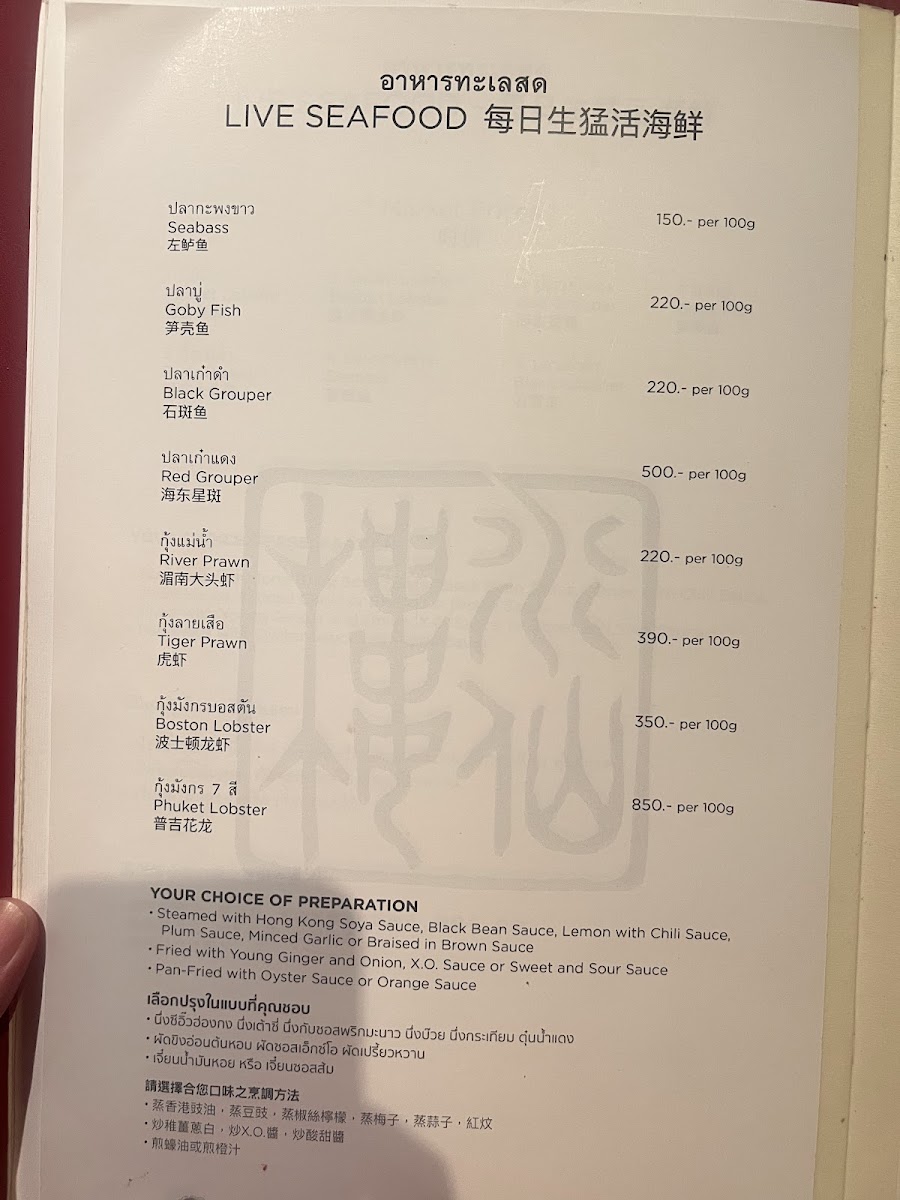 อาหารทะเลสด
LIVE SEAFOOD 每日生猛活海鲜
ปลากะพงขาว
Seabass
左鲈鱼
150.- per 100g
ปลาบู่
Goby Fish
笋壳鱼
220.- per 100g
ปลาเก๋าดำ
Black Grouper
石斑鱼
220.- per 100g
ปลาเก๋าแดง
Red Grouper
海东星斑
500.- per 100g
กุ้งแม่น้ำ
River Prawn
湄南大头虾
220.- per 100g
กุ้งลายเสือ
Tiger Prawn
虎虾
390.- per 100g
กุ้งมังกรบอสตัน
Boston Lobster
波士顿龙虾
350.- per 100g
กุ้งมังกร 7 สี
Phuket Lobster
普吉花龙
850.- per 100g
YOUR CHOICE OF PREPARATION
• Steamed with Hong Kong Soya Sauce, Black Bean Sauce, Lemon with Chili Sauce,
Plum Sauce, Minced Garlic or Braised in Brown Sauce
• Fried with Young Ginger and Onion, X.O. Sauce or Sweet and Sour Sauce
• Pan-Fried with Oyster Sauce or Orange Sauce
เลือกปรุงในแบบที่คุณชอบ
• นึ่งซีอิ๊วฮ่องกง นึ่งเต้าซี่ นึ่งกับซอสพริกมะนาว นึ่งบ๊วย นึ่งกระเทียม ตุ๋นน้ำแดง
• ผัดขิงอ่อนต้นหอม ผัดซอสเอ็กซ์โอ ผัดเปรี้ยวหวาน
• เจี๋ยนน้ำมันหอย หรือ เจี๋ยนซอสส้ม
請選擇合您口味之烹調方法
• 蒸香港豉油，蒸豆豉，蒸椒絲檸檬，蒸梅子，蒸蒜子，紅炆
• 炒稚薑蔥白，炒X.O.醬，炒酸甜醬
• 煎蠔油或煎橙汁